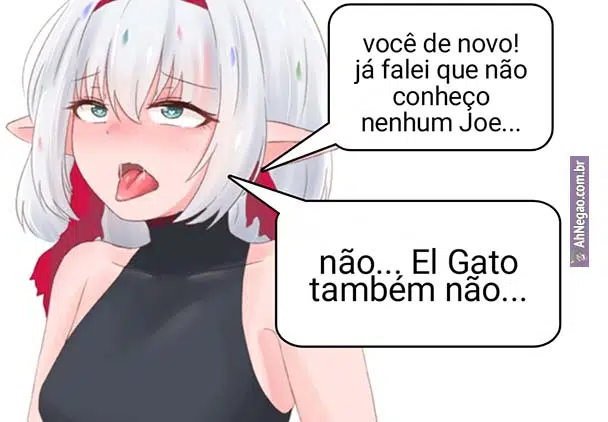 você de novo!
já falei que não
conheço
nenhum Joe...
não... El Gato
também não...
AhNegao.com.br